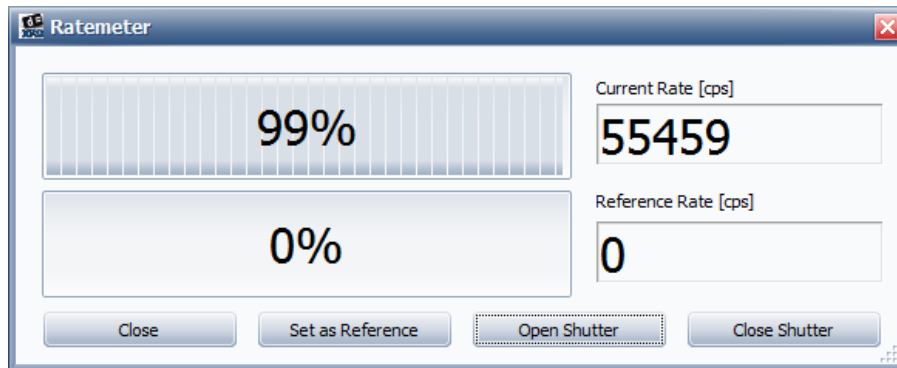 Ratemeter
99%
Current Rate [cps]
55459
0%
Reference Rate [cps]
0
Close
Set as Reference
Open Shutter
Close Shutter